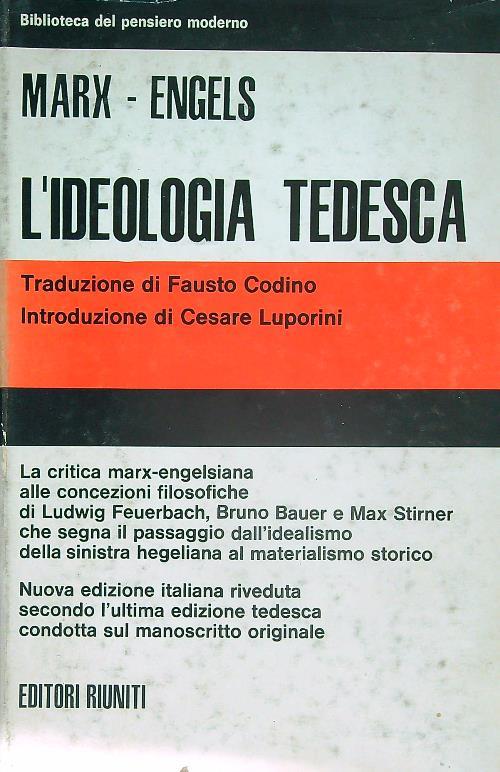 Biblioteca del pensiero moderno
MARX - ENGELS
L'IDEOLOGIA TEDESCA
Traduzione di Fausto Codino
Introduzione di Cesare Luporini
La critica marx-engelsiana
alle concezioni filosofiche
di Ludwig Feuerbach, Bruno Bauer e Max Stirner
che segna il passaggio dall'idealismo
della sinistra hegeliana al materialismo storico
Nuova edizione italiana riveduta
secondo l'ultima edizione tedesca
condotta sul manoscritto originale
EDITORI RIUNITI